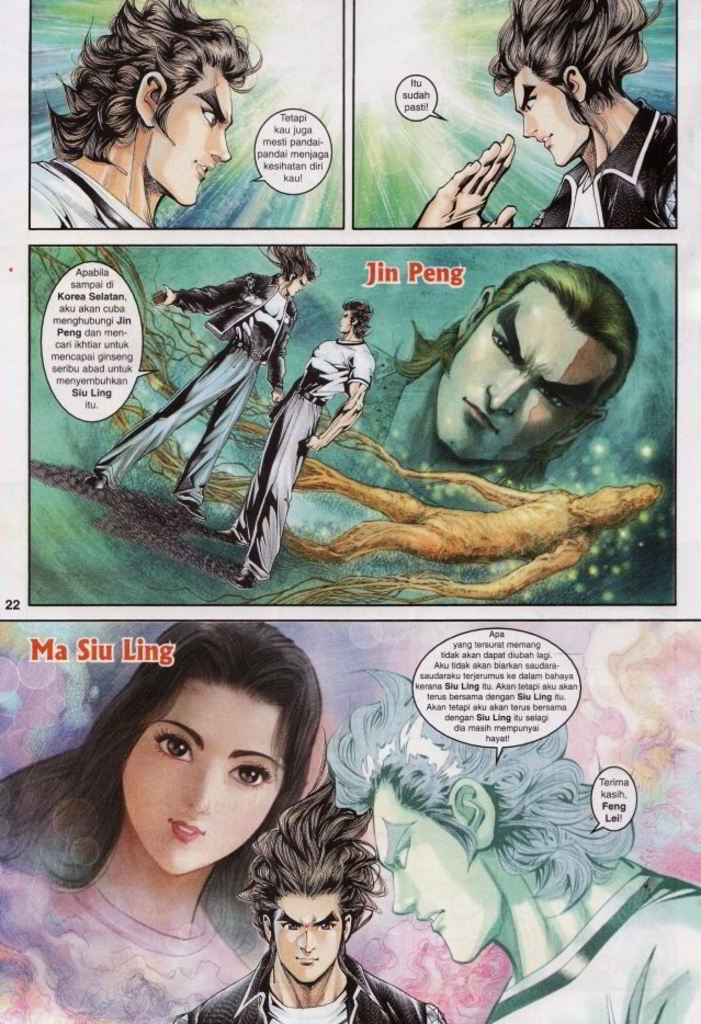 Tetapi
kau juga
mesti pandai-
pandai menjaga
kesihatan diri
kau!
Itu
sudah
pasti!
Apabila
sampai di
Korea Selatan,
aku akan cuba
menghubungi Jin
Peng dan men-
cari ikhtiar untuk
mencapai ginseng
seribu abad untuk
menyembuhkan
Siu Ling
itu.
Jin Peng
22
Ma Siu Ling
Apa
yang tersurat memang
tidak akan dapat diubah lagi.
Aku tidak akan biarkan saudara-
saudaraku terjerumus ke dalam bahaya
kerana Siu Ling itu. Akan tetapi aku akan
terus bersama dengan Siu Ling itu.
Akan tetapi aku akan terus bersama
dengan Siu Ling itu selagi
dia masih mempunyai
hayat!
Terima
kasih,
Feng
Lei!